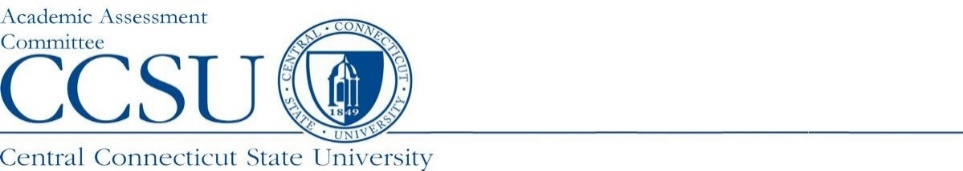 Academic Assessment
Committee
CCSU
CENTRAL • CONNECTICUT • STATE • UNIVERSITY
1849
Central Connecticut State University